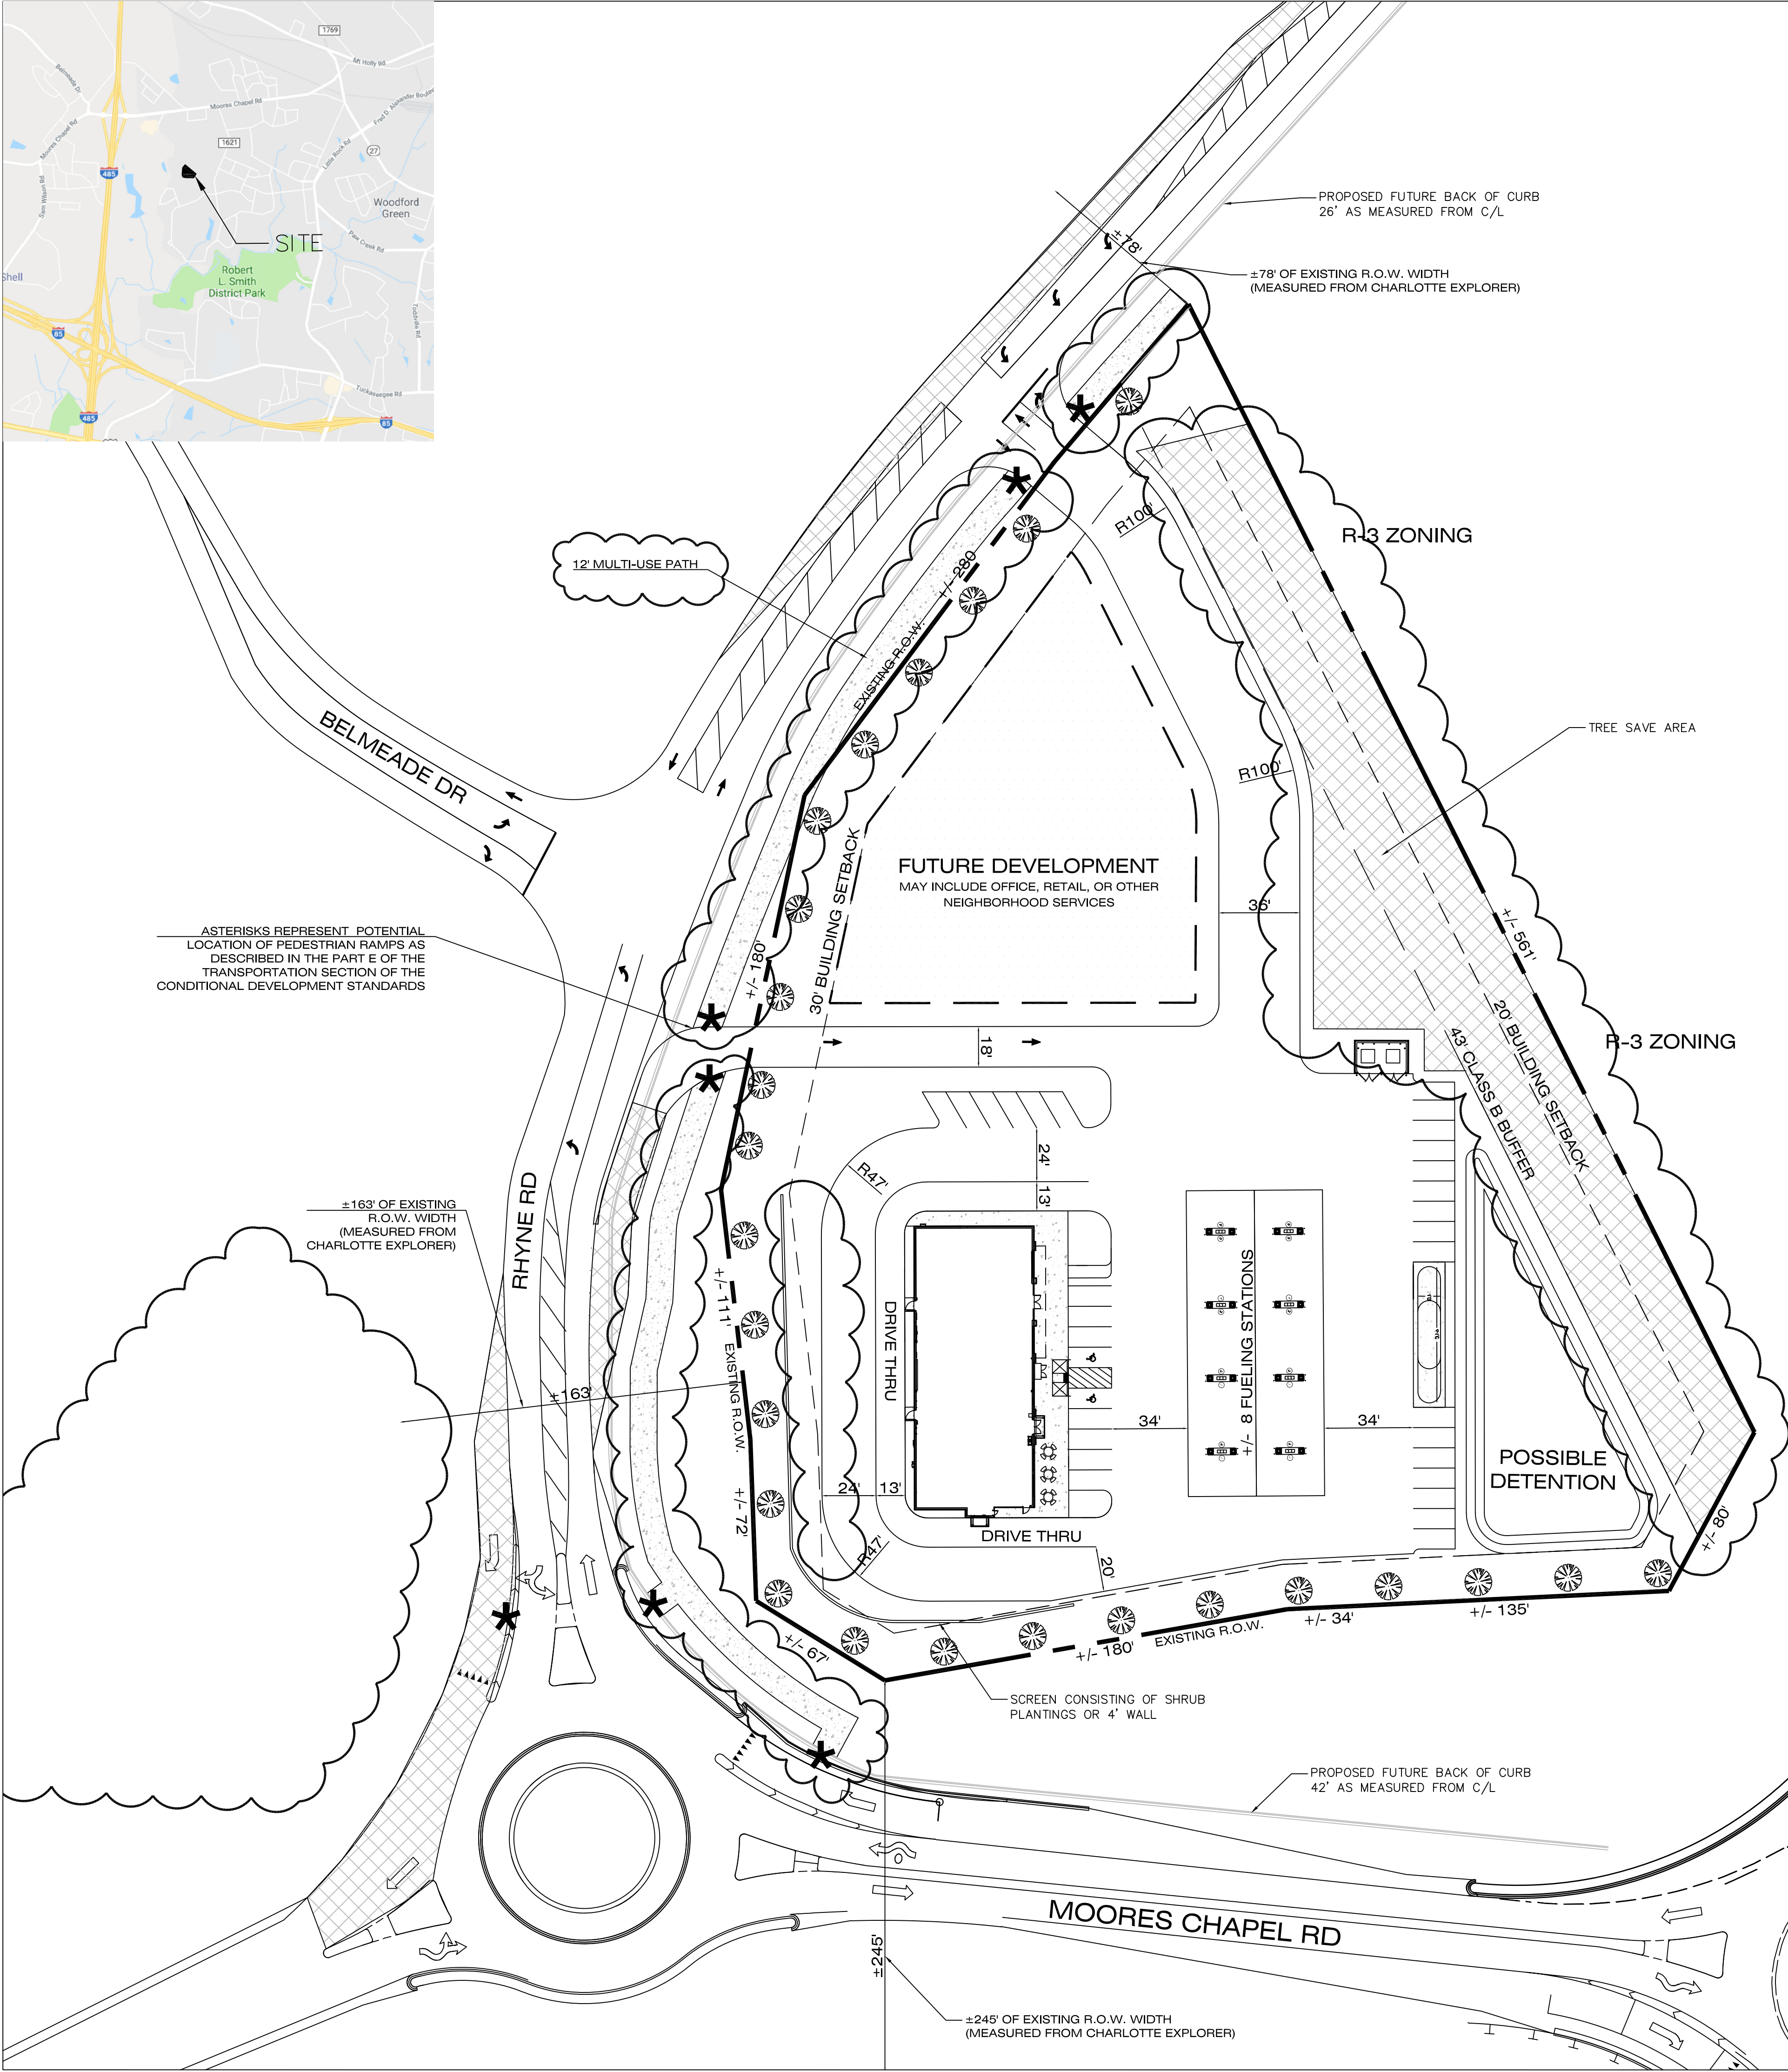 1769
Mt Holly Rd
Belmeade Dr
Moores Chapel Rd
Fred D. Alexander Boulev
Moores Chapel Rd
1621
Little Rock Rd
27
485
Sam Wilson Rd
Woodford
Green
SITE
Paw Creek Rd
Shell
Robert
L. Smith
District Park
Toddville Rd
85
Tuckaseegee Rd
485
85
PROPOSED FUTURE BACK OF CURB
26' AS MEASURED FROM C/L
±78'
±78' OF EXISTING R.O.W. WIDTH
(MEASURED FROM CHARLOTTE EXPLORER)
R100'
R-3 ZONING
12' MULTI-USE PATH
+/- 280
EXISTING R.O.W.
TREE SAVE AREA
BELMEADE DR
R100'
FUTURE DEVELOPMENT
MAY INCLUDE OFFICE, RETAIL, OR OTHER
NEIGHBORHOOD SERVICES
30' BUILDING SETBACK
36'
+/- 561'
ASTERISKS REPRESENT POTENTIAL
LOCATION OF PEDESTRIAN RAMPS AS
DESCRIBED IN THE PART E OF THE
TRANSPORTATION SECTION OF THE
CONDITIONAL DEVELOPMENT STANDARDS
+/- 180'
18'
20' BUILDING SETBACK
43' CLASS B BUFFER
R-3 ZONING
24'
13'
R47'
±163' OF EXISTING
R.O.W. WIDTH
(MEASURED FROM
CHARLOTTE EXPLORER)
RHYNE RD
+/- 111'
EXISTING R.O.W.
DRIVE THRU
+/- 8 FUELING STATIONS
±163'
34'
34'
POSSIBLE
DETENTION
+/- 72'
24'
13'
DRIVE THRU
R47'
20'
+/- 80'
+/- 67'
+/- 180'
EXISTING R.O.W.
+/- 34'
+/- 135'
SCREEN CONSISTING OF SHRUB
PLANTINGS OR 4' WALL
PROPOSED FUTURE BACK OF CURB
42' AS MEASURED FROM C/L
MOORES CHAPEL RD
±245'
±245' OF EXISTING R.O.W. WIDTH
(MEASURED FROM CHARLOTTE EXPLORER)